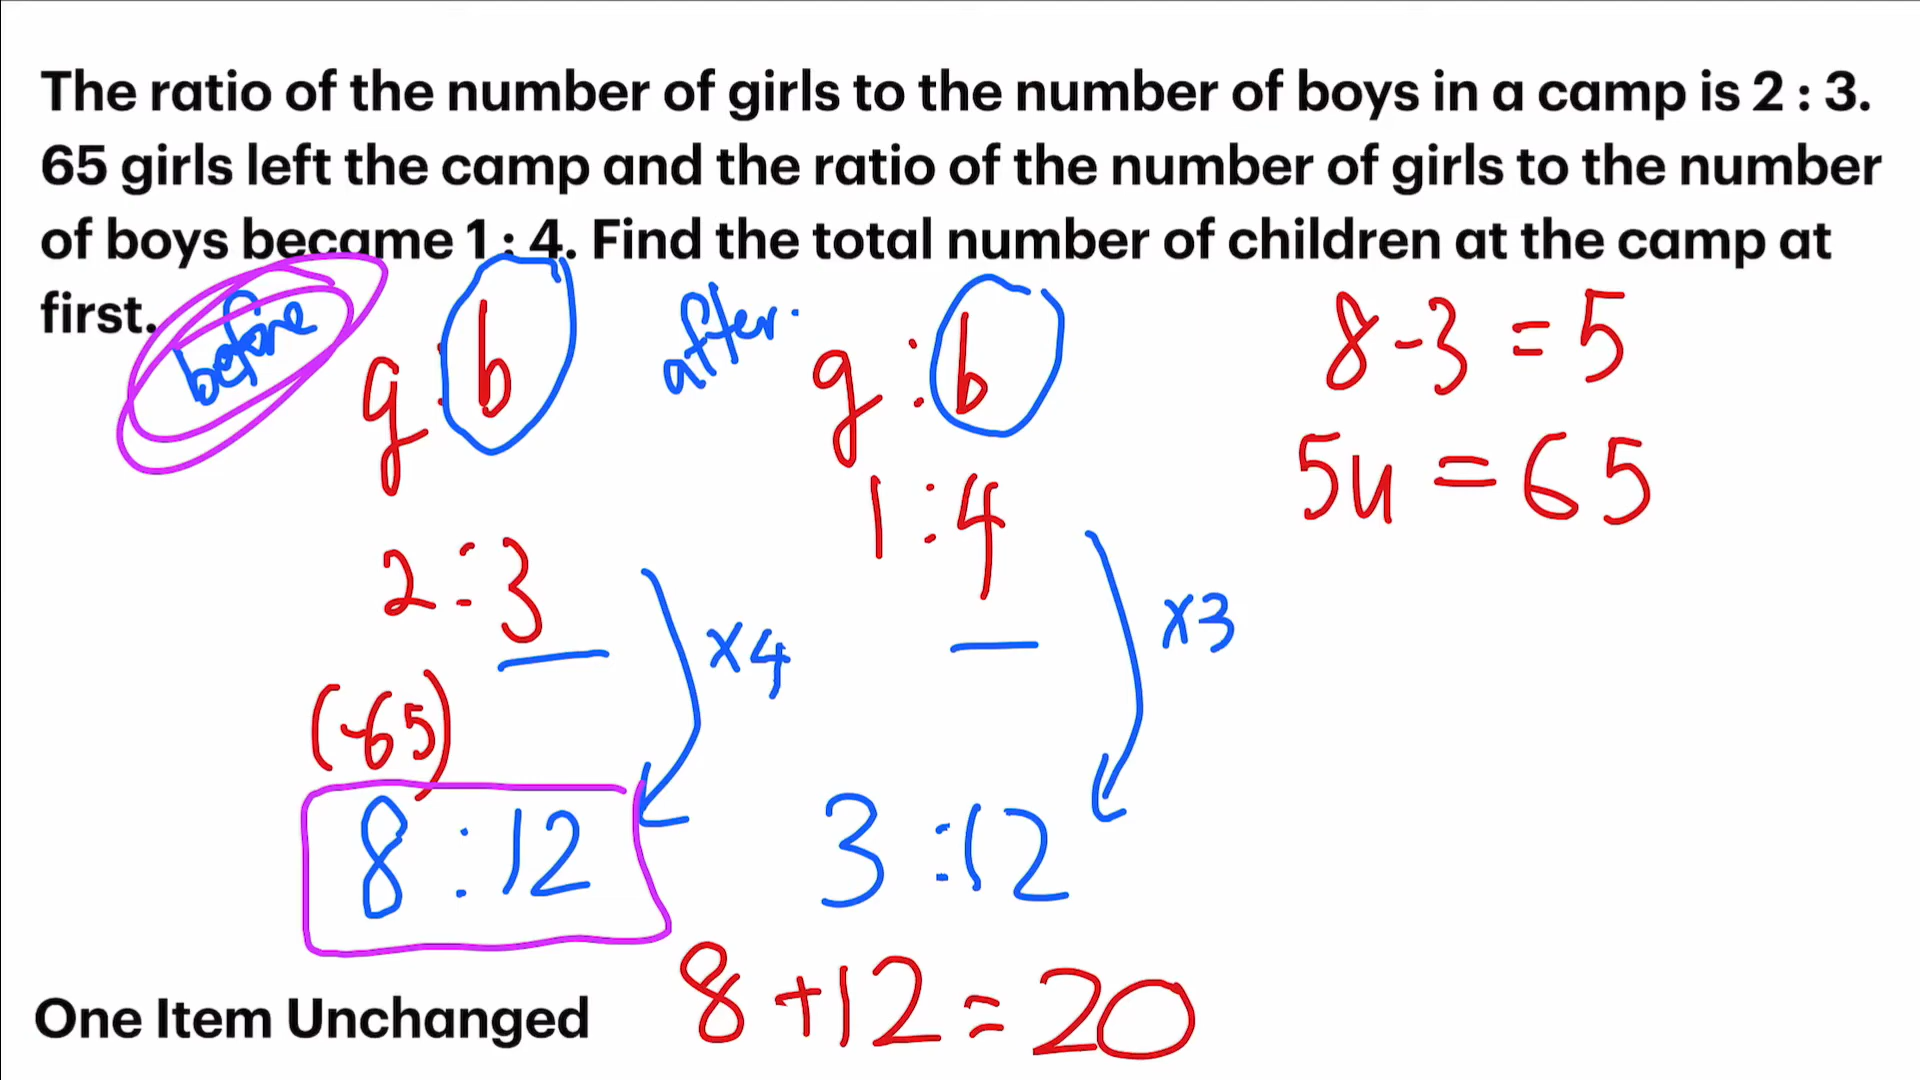 The ratio of the number of girls to the number of boys in a camp is 2 : 3.
65 girls left the camp and the ratio of the number of girls to the number
of boys became 1 : 4. Find the total number of children at the camp at
first.
before
g : b
after.
g : b
8 - 3 = 5
5u = 65
2 : 3
1 : 4
x4
x3
(-65)
8 : 12
3 : 12
8 + 12 = 20
One Item Unchanged